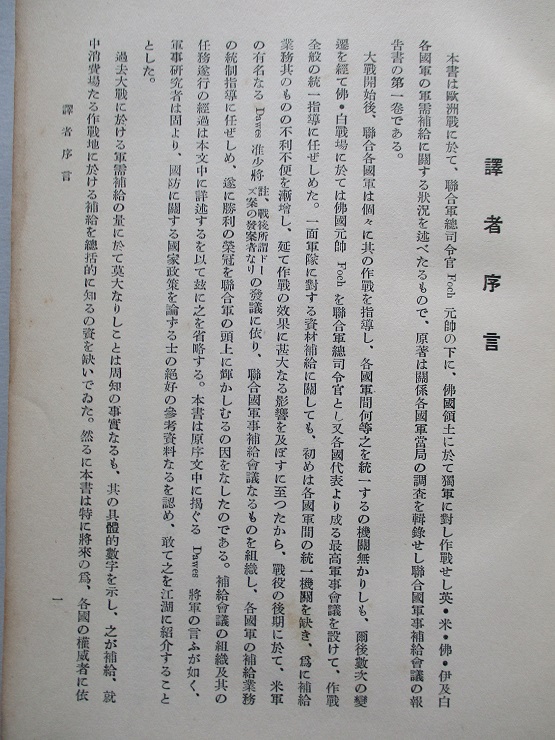 譯者序言
本書は歐洲戰に於て、聯合軍總司令官 Foch 元帥の下に、佛國領土に於て獨軍に對し作戰せし英・米・佛・伊及白
各國軍の軍需補給に關する狀況を述べたるもので、原著は關係各國軍當局の調査を輯錄せし聯合國軍事補給會議の報
告書の第一卷である。
大戰開始後、聯合各國軍は個々に其の作戰を指導し、各國軍間何等之を統一するの機關無かりしも、爾後數次の變
遷を經て佛・白戰場に於ては佛國元帥 Foch を聯合軍總司令官とし又各國代表より成る最高軍事會議を設けて、作戰
全般の統一指導に任ぜしめた。一面軍隊に對する資材補給に關しても、初めは各國軍間の統一機關を缺き、爲に補給
業務其のものの不利不便を漸增し、延て作戰の效果に甚大なる影響を及ぼすに至つたから、戰役の後期に於て、米軍
の有名なる Dawes 准少將 註、戰後所謂ドーズ案の發案者なり の發議に依り、聯合國軍事補給會議なるものを組織し、各國軍の補給業務
の統制指導に任ぜしめ、遂に勝利の榮冠を聯合軍の頭上に輝かしむるの因をなしたのである。補給會議の組織及其の
任務遂行の經過は本文中に詳述するを以て玆に之を省略する。本書は原序文中に揭ぐる Dawes 將軍の言ふが如く、
軍事硏究者は固より、國防に關する國家政策を論ずる士の絕好の參考資料なるを認め、敢て之を江湖に紹介すること
とした。
過去大戰に於ける軍需補給の量に於て莫大なりしことは周知の事實なるも、其の具體的數字を示し、之が補給、就
中消費場たる作戰地に於ける補給を總括的に知るの資を缺いでゐた。然るに本書は特に將來の爲、各國の權威者に依
譯者序言
一